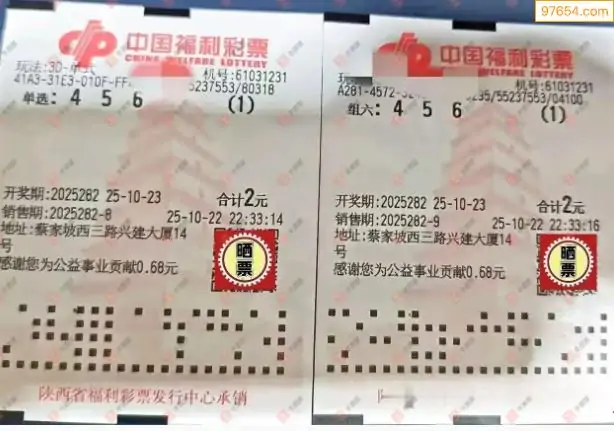 97654.com
中国福利彩票
CHINA WELFARE LOTTERY
玩法:3D-单式
机号:61031231
41A3-31E3-010F-FF
55237553/80318
单选: 4 5 6 (1)
开奖期:2025282 25-10-23 合计2元
销售期:2025282-8 25-10-22 22:33:14
地址:蔡家坡西三路兴建大厦14
号
感谢您为公益事业贡献0.68元
晒
票
陕西省福利彩票发行中心承销
中国福利彩票
CHINA WELFARE LOTTERY
机号:61031231
A281-4572-
/55237553/04100
组六: 4 5 6 (1)
开奖期:2025282 25-10-23 合计2元
销售期:2025282-9 25-10-22 22:33:16
地址:蔡家坡西三路兴建大厦14
号
感谢您为公益事业贡献0.68元
晒
票